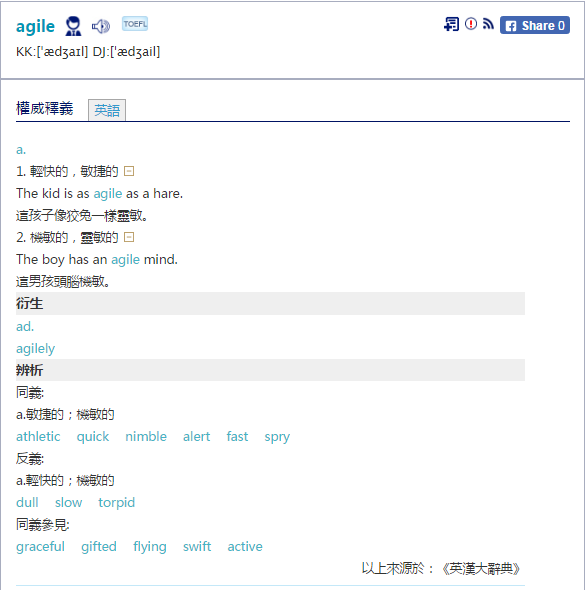 agile TOEFL Share 0
KK:[ˈædʒaɪl] DJ:['ædʒail]
權威釋義 英語
a.
1. 輕快的，敏捷的
The kid is as agile as a hare.
這孩子像狡兔一樣靈敏。
2. 機敏的，靈敏的
The boy has an agile mind.
這男孩頭腦機敏。
衍生
ad.
agilely
辨析
同義:
a.敏捷的；機敏的
athletic quick nimble alert fast spry
反義:
a.輕快的；機敏的
dull slow torpid
同義參見:
graceful gifted flying swift active
以上來源於：《英漢大辭典》